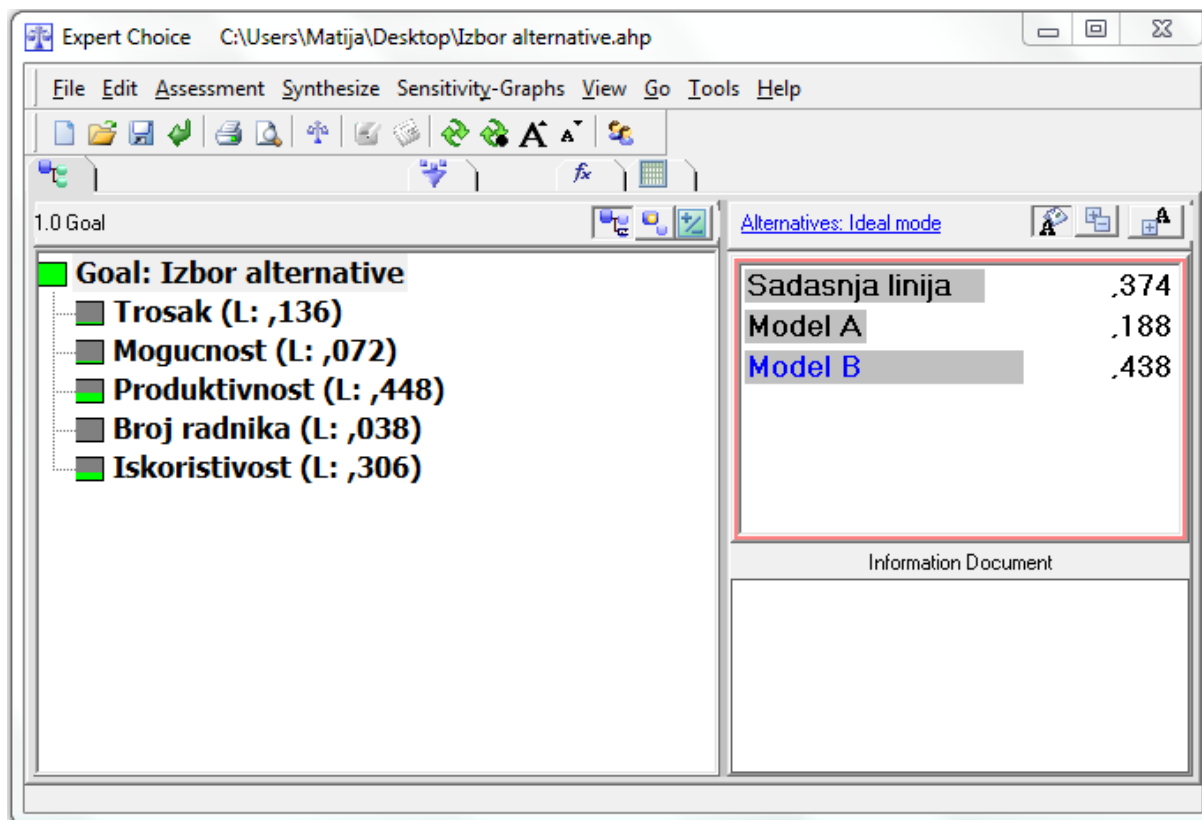 Expert Choice C:\Users\Matija\Desktop\Izbor alternative.ahp
File Edit Assessment Synthesize Sensitivity-Graphs View Go Tools Help
1.0 Goal
Alternatives: Ideal mode
Goal: Izbor alternative
Trosak (L: ,136)
Mogucnost (L: ,072)
Produktivnost (L: ,448)
Broj radnika (L: ,038)
Iskoristivost (L: ,306)
Sadasnja linija ,374
Model A ,188
Model B ,438
Information Document